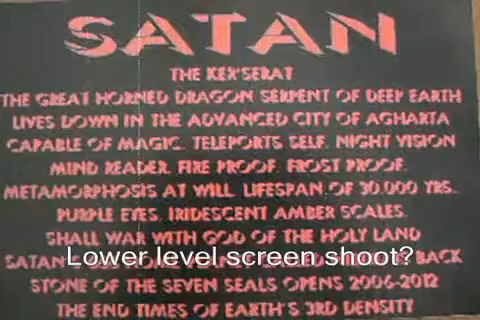 SATAN
THE KER'SERAT
THE GREAT HORNED DRAGON SERPENT OF DEEP EARTH
LIVES DOWN IN THE ADVANCED CITY OF AGHARTA
CAPABLE OF MAGIC, TELEPORTS SELF, NIGHT VISION
MIND READER, FIRE PROOF, FROST PROOF,
METAMORPHOSIS AT WILL, LIFESPAN OF 30,000 YRS.
PURPLE EYES, IRIDESCENT AMBER SCALES,
SHALL WAR WITH GOD OF THE HOLY LAND
SATAN BACK
Lower level screen shoot?
STONE OF THE SEVEN SEALS OPENS 2006-2012
THE END TIMES OF EARTH'S 3RD DENSITY